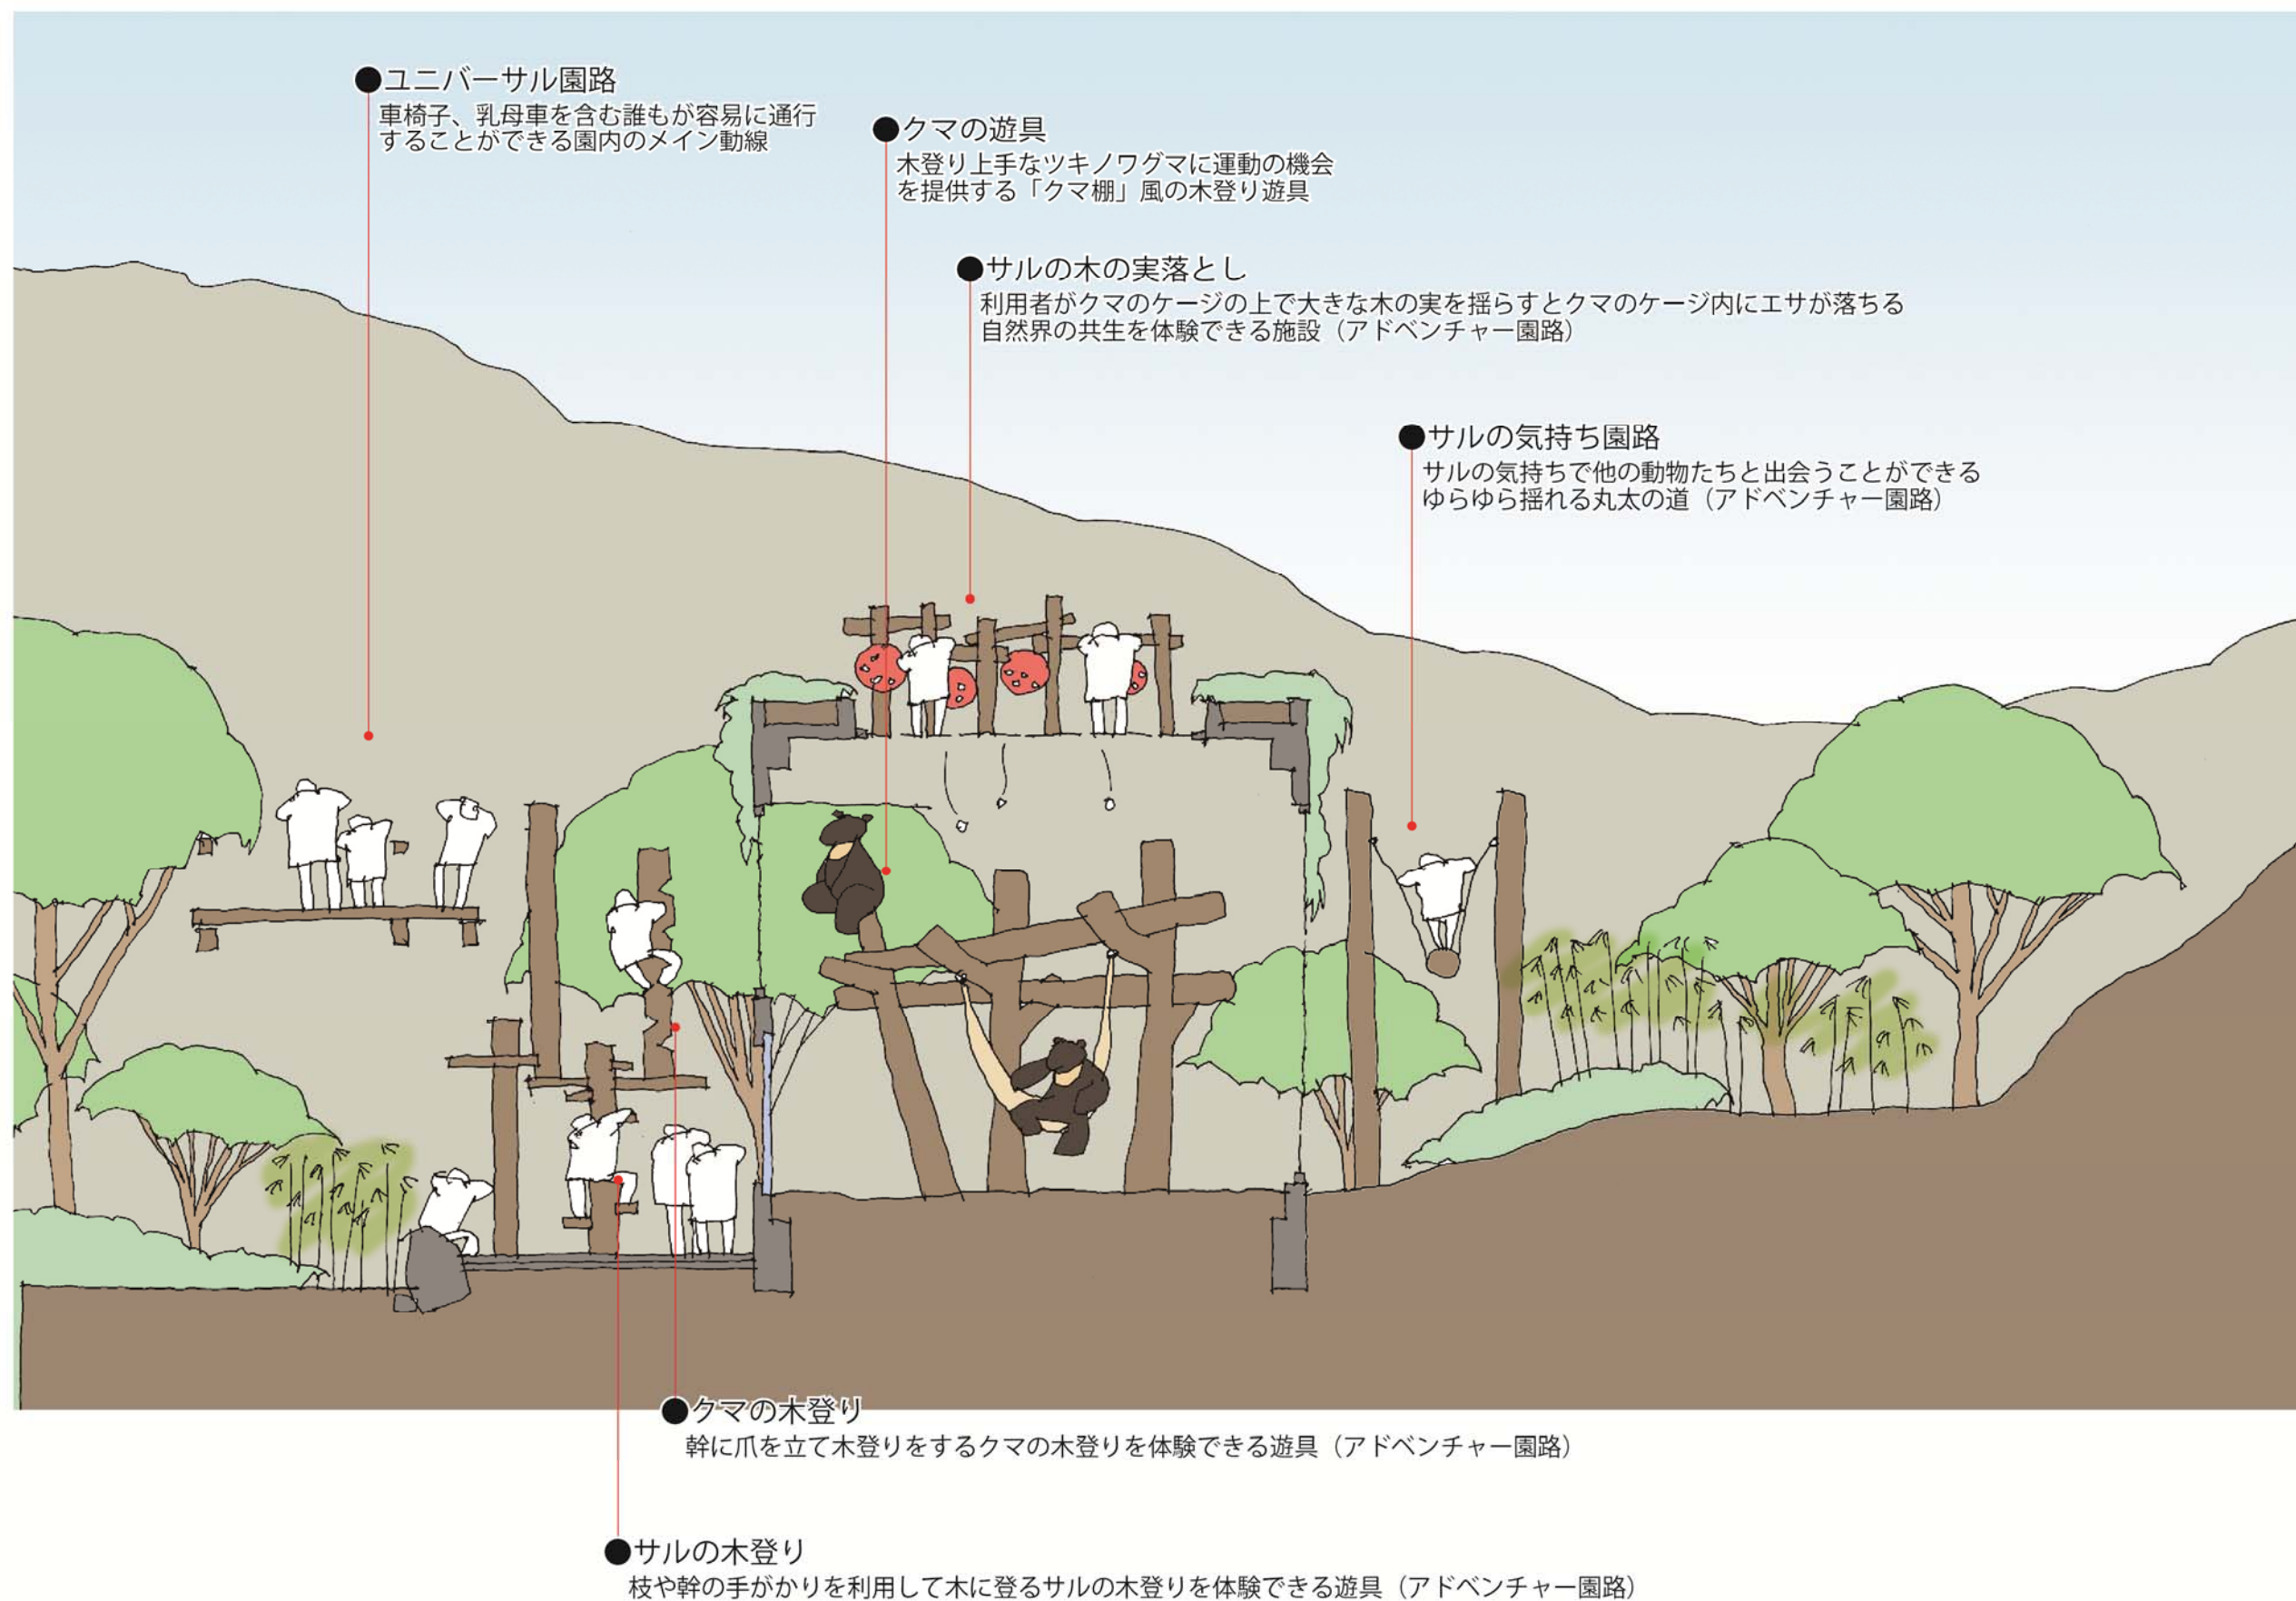 ●ユニバーサル園路
車椅子、乳母車を含む誰もが容易に通行
することができる園内のメイン動線
●クマの遊具
木登り上手なツキノワグマに運動の機会
を提供する「クマ棚」風の木登り遊具
●サルの木の実落とし
利用者がクマのケージの上で大きな木の実を揺らすとクマのケージ内にエサが落ちる
自然界の共生を体験できる施設（アドベンチャー園路）
●サルの気持ち園路
サルの気持ちで他の動物たちと出会うことができる
ゆらゆら揺れる丸太の道（アドベンチャー園路）
●クマの木登り
幹に爪を立て木登りをするクマの木登りを体験できる遊具（アドベンチャー園路）
●サルの木登り
枝や幹の手がかりを利用して木に登るサルの木登りを体験できる遊具（アドベンチャー園路）